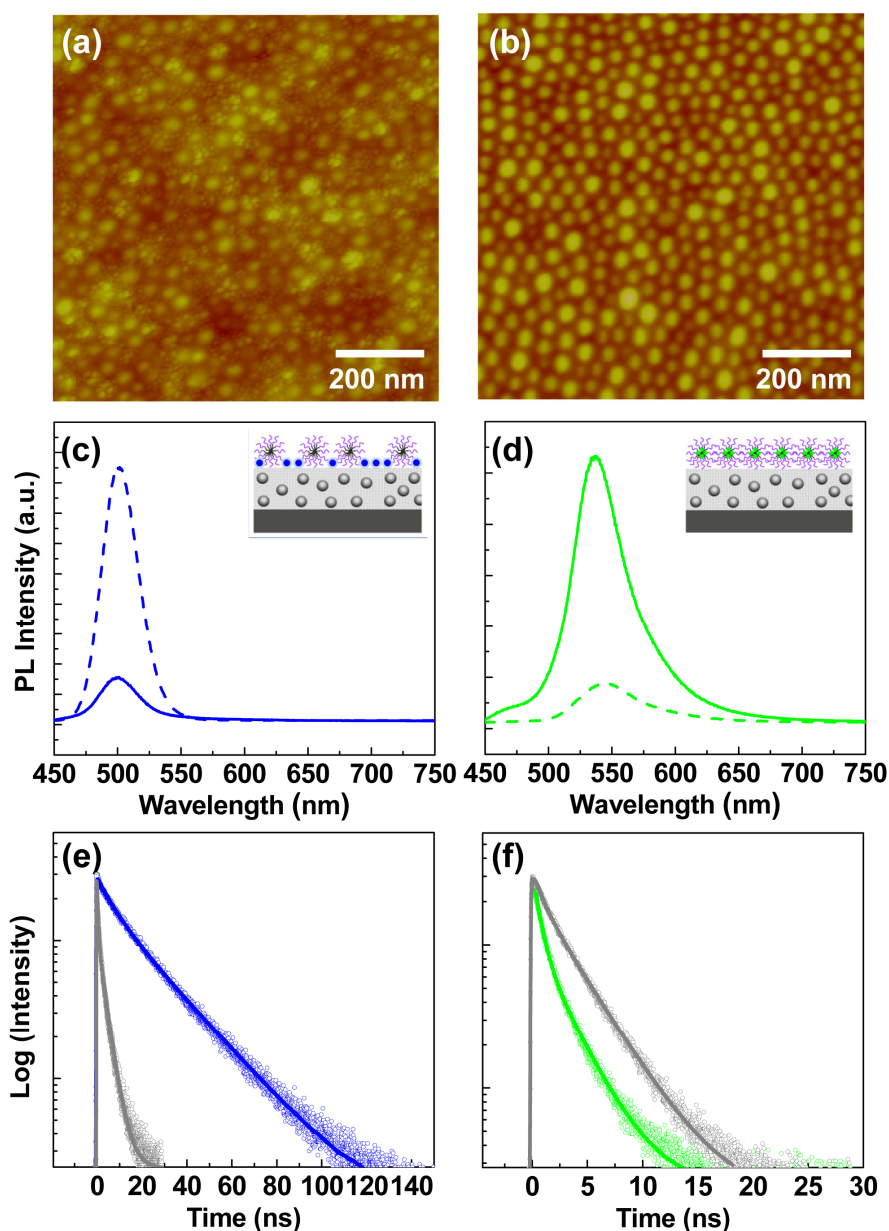 (a)
(b)
200 nm
200 nm
(c)
(d)
PL Intensity (a.u.)
450 500 550 600 650 700 750
450 500 550 600 650 700 750
Wavelength (nm)
Wavelength (nm)
(e)
(f)
Log (Intensity)
0 20 40 60 80 100 120 140
0 5 10 15 20 25 30
Time (ns)
Time (ns)